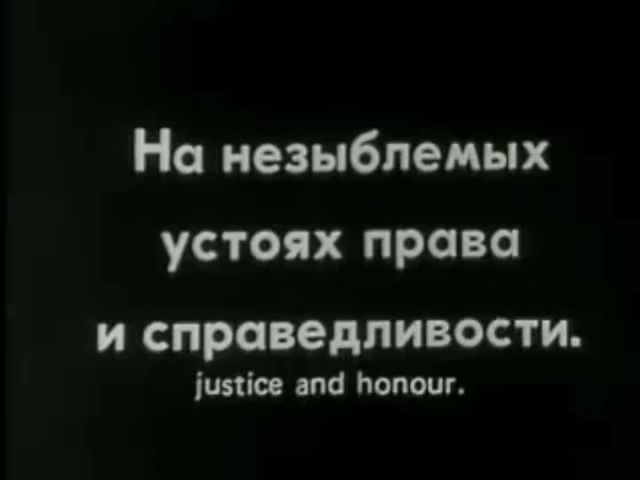 На незыблемых
устоях права
и справедливости.
justice and honour.